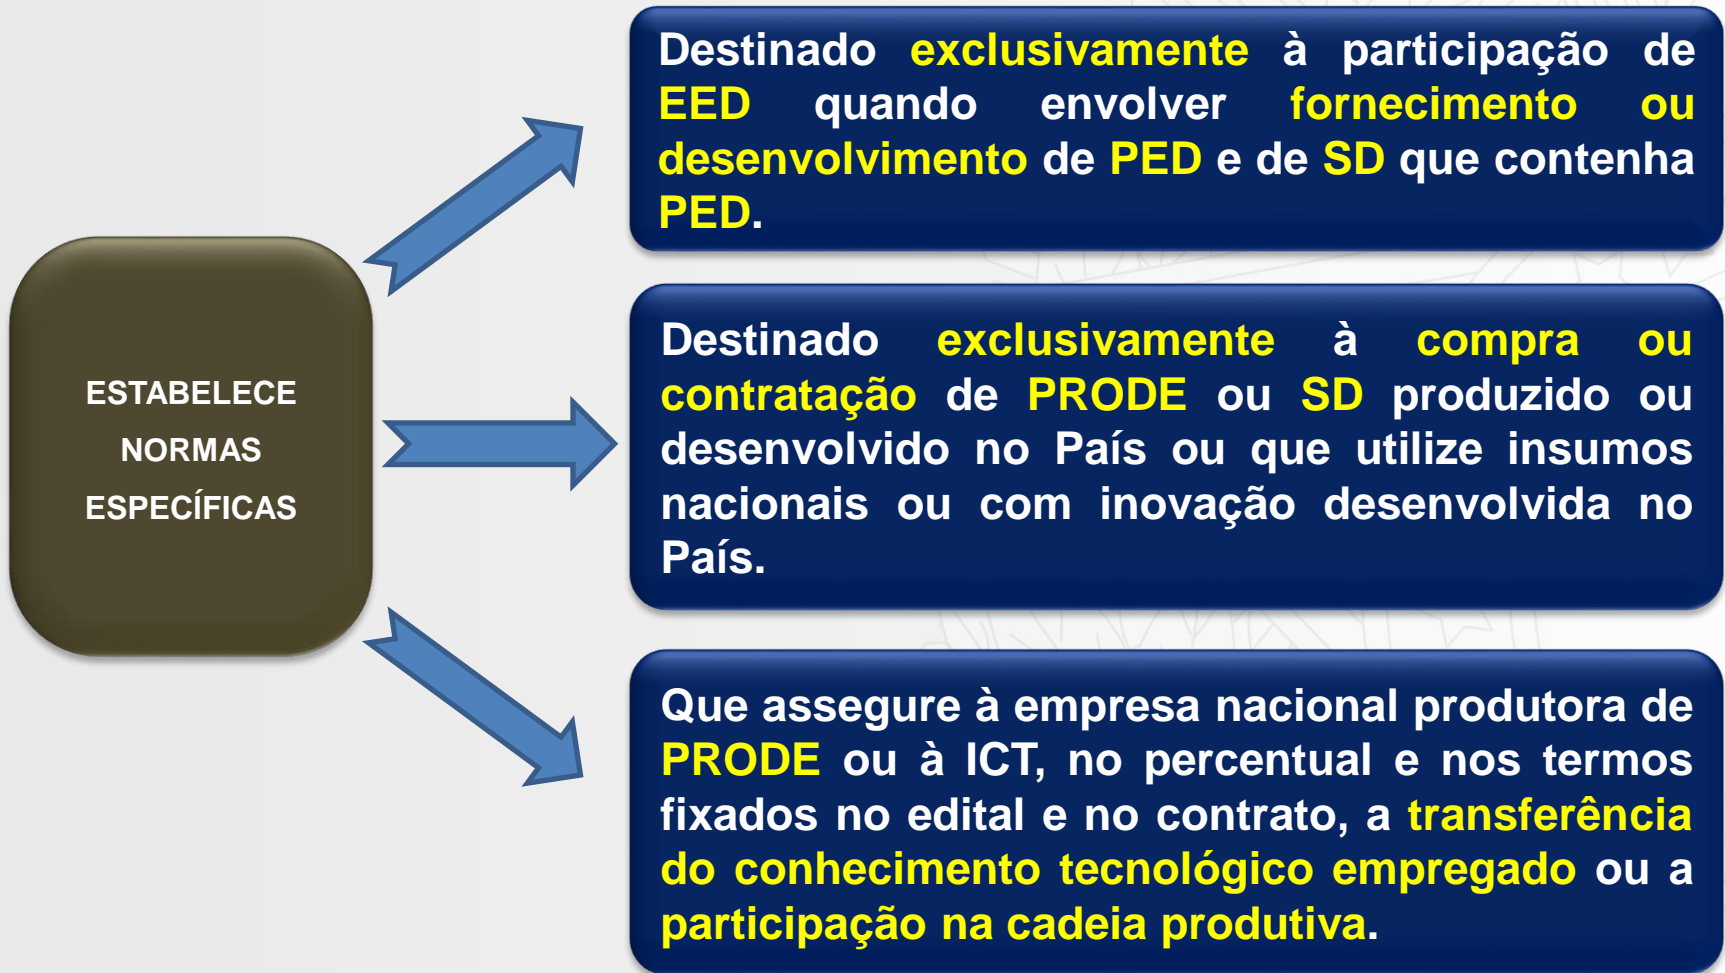 ESTABELECE
NORMAS
ESPECÍFICAS
Destinado exclusivamente à participação de
EED quando envolver fornecimento ou
desenvolvimento de PED e de SD que contenha
PED.
Destinado exclusivamente à compra ou
contratação de PRODE ou SD produzido ou
desenvolvido no País ou que utilize insumos
nacionais ou com inovação desenvolvida no
País.
Que assegure à empresa nacional produtora de
PRODE ou à ICT, no percentual e nos termos
fixados no edital e no contrato, a transferência
do conhecimento tecnológico empregado ou a
participação na cadeia produtiva.